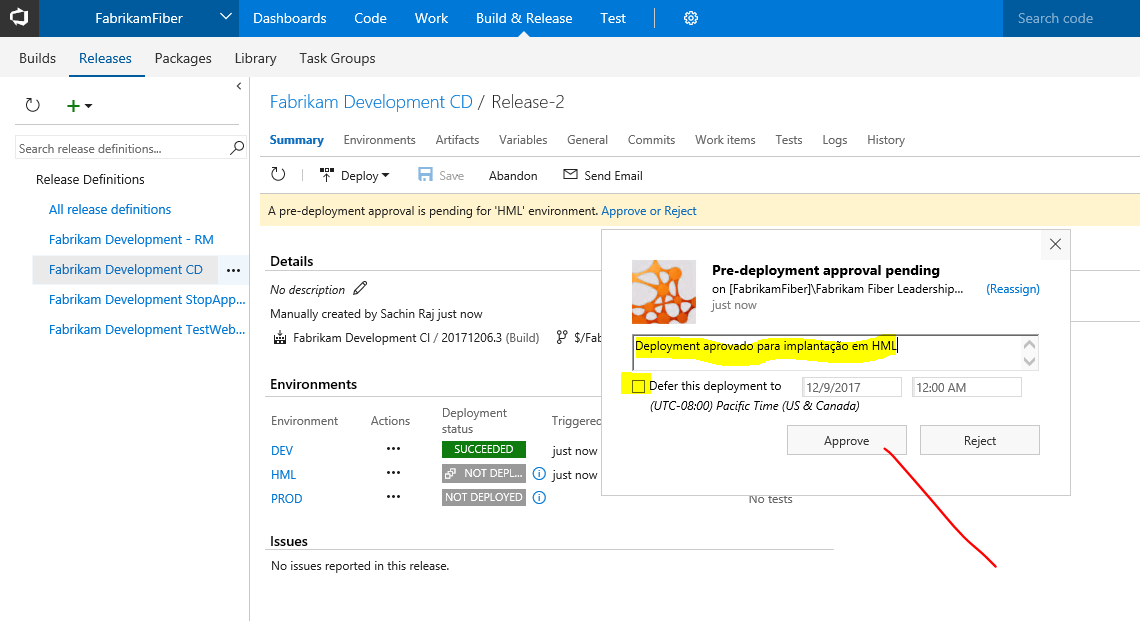 FabrikamFiber Dashboards Code Work Build & Release Test Search code
Builds Releases Packages Library Task Groups
Search release definitions...
Release Definitions
All release definitions
Fabrikam Development - RM
Fabrikam Development CD ...
Fabrikam Development StopApp...
Fabrikam Development TestWeb...
Fabrikam Development CD / Release-2
Summary Environments Artifacts Variables General Commits Work items Tests Logs History
Deploy Save Abandon Send Email
A pre-deployment approval is pending for 'HML' environment. Approve or Reject
Details
No description
Manually created by Sachin Raj just now
Fabrikam Development CI / 20171206.3 (Build) $/Fab
Environments
Environment Actions Deployment status Triggered
DEV ... SUCCEEDED just now
HML ... NOT DEPL... just now
PROD ... NOT DEPLOYED No tests
Issues
No issues reported in this release.
Pre-deployment approval pending
on [FabrikamFiber]\Fabrikam Fiber Leadership... (Reassign)
just now
Deployment aprovado para implantação em HML
Defer this deployment to 12/9/2017 12:00 AM
(UTC-08:00) Pacific Time (US & Canada)
Approve Reject